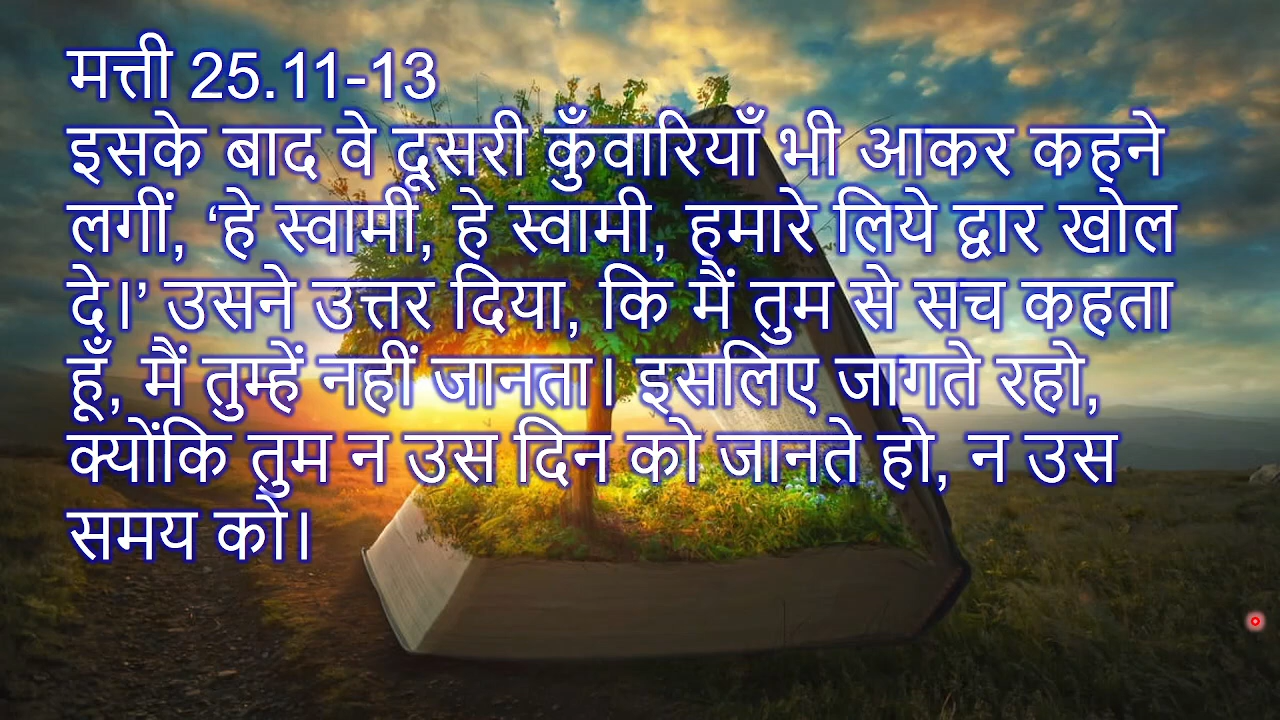 मत्ती 25.11-13
इसके बाद वे दूसरी कुँवारियाँ भी आकर कहने
लगीं, ‘हे स्वामी, हे स्वामी, हमारे लिये द्वार खोल
दे।’ उसने उत्तर दिया, कि मैं तुम से सच कहता
हूँ, मैं तुम्हें नहीं जानता। इसलिए जागते रहो,
क्योंकि तुम न उस दिन को जानते हो, न उस
समय को।